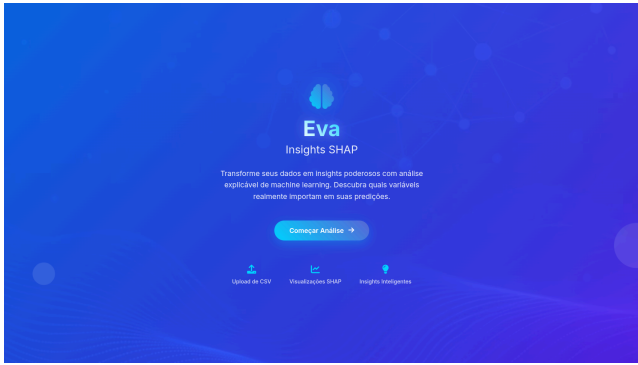 Eva
Insights SHAP
Transforme seus dados em insights poderosos com análise
explicável de machine learning. Descubra quais variáveis
realmente importam em suas predições.
Começar Análise
Upload de CSV
Visualizações SHAP
Insights Inteligentes